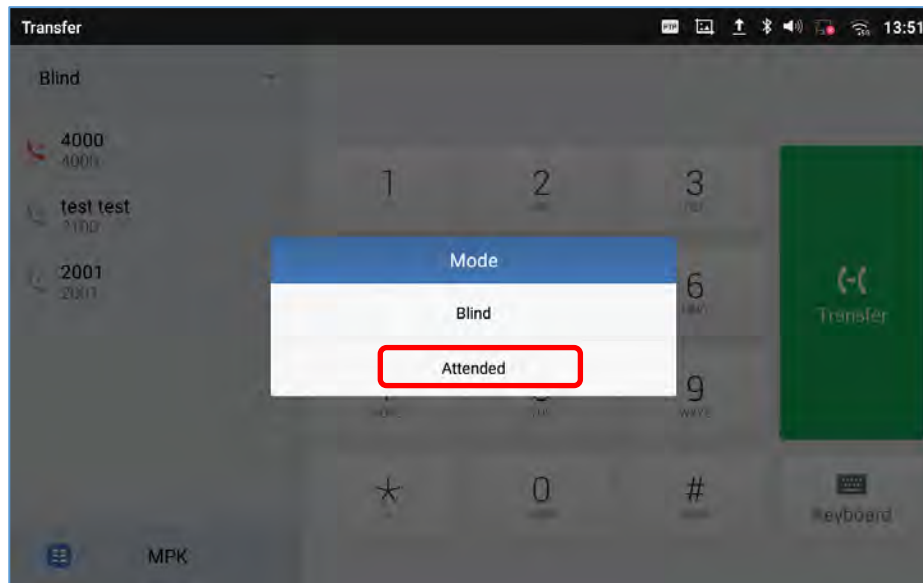 Transfer
PTP
13:51
Blind
4000
4000
test test
2100
2001
2001
1
2
3
Mode
Blind
Attended
6
9
Transfer
*
0
#
Keyboard
MPK